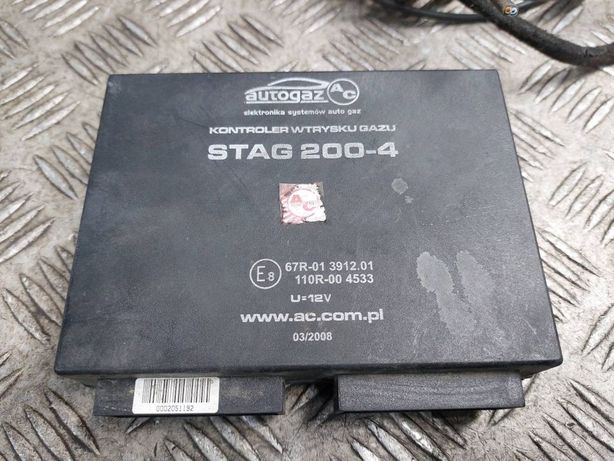 autogaz AC
elektronika systemów auto gaz
KONTROLER WTRYSKU GAZU
STAG 200-4
E8
67R-01 3912.01
110R-00 4533
U=12V
www.ac.com.pl
03/2008
0002051192